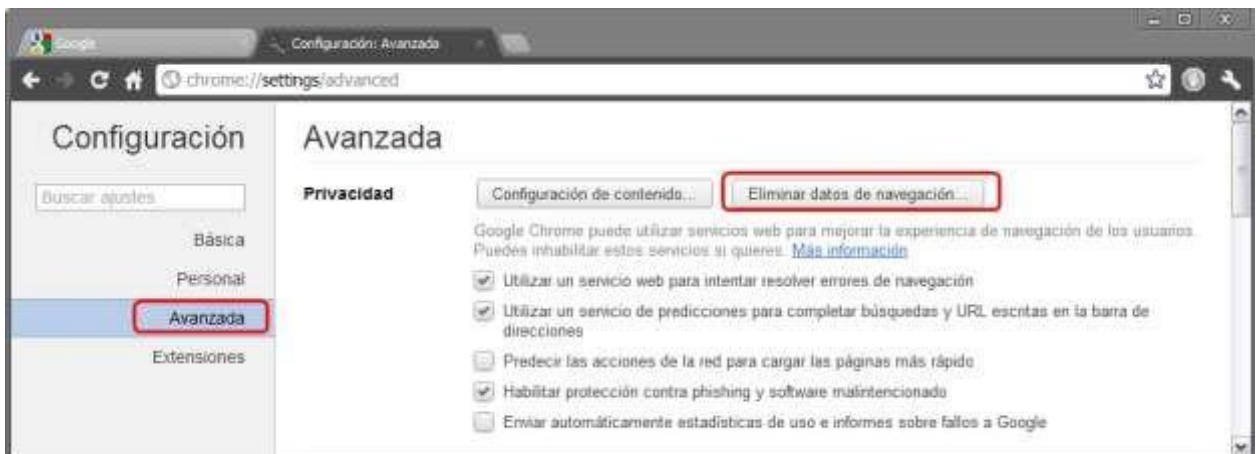 Google
Configuración: Avanzada
chrome://settings/advanced
Configuración
Avanzada
Buscar ajustes
Básica
Personal
Avanzada
Extensiones
Privacidad
Configuración de contenido...
Eliminar datos de navegación...
Google Chrome puede utilizar servicios web para mejorar la experiencia de navegación de los usuarios.
Puedes inhabilitar estos servicios si quieres. Más información
Utilizar un servicio web para intentar resolver errores de navegación
Utilizar un servicio de predicciones para completar búsquedas y URL escritas en la barra de
direcciones
Predecir las acciones de la red para cargar las páginas más rápido
Habilitar protección contra phishing y software malintencionado
Enviar automáticamente estadísticas de uso e informes sobre fallos a Google